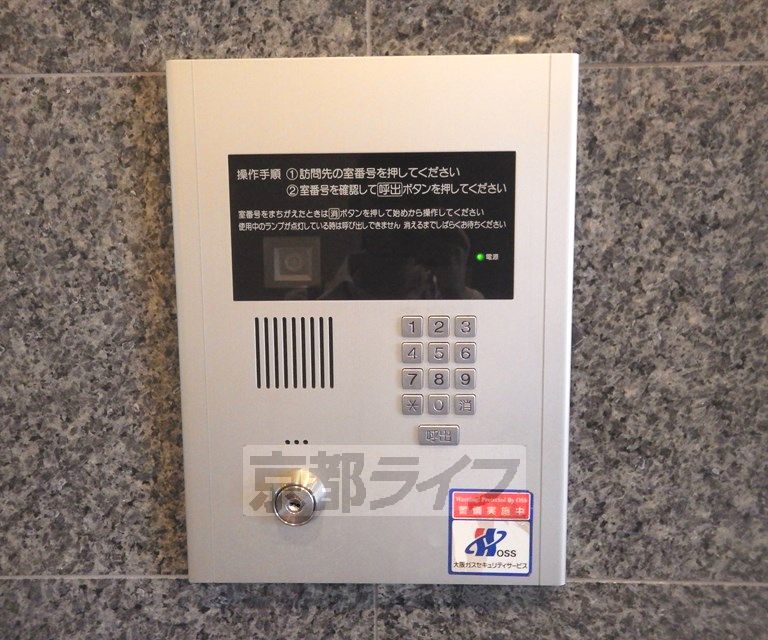 操作手順 ①訪問先の室番号を押してください
②室番号を確認して呼出ボタンを押してください
室番号をまちがえたときは消ボタンを押して始めから操作してください
使用中のランプが点灯している時は呼び出しできません 消えるまでしばらくお待ちください
電源
1 2 3
4 5 6
7 8 9
* 0 消
呼出
京都ライフ
Warning! Protected By OSS
警備実施中
OSS
大阪ガスセキュリティサービス